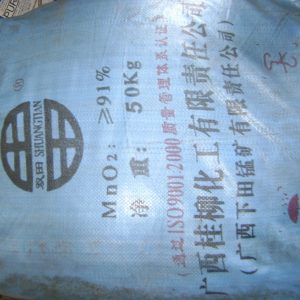 双田 SHUANGTIAN
MnO₂: ≥91%
净 重: 50Kg
(通过ISO90012000质量管理体系认证)
广西桂柳化工有限责任公司
(广西下田锰矿有限责任公司)